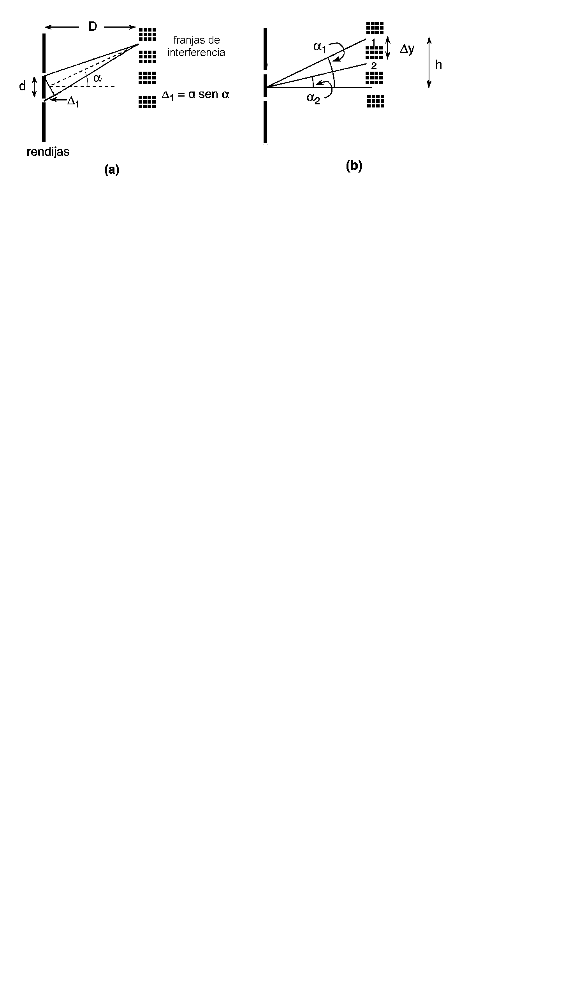 D
franjas de
interferencia
d
α
Δ₁
Δ₁ = α sen α
rendijas
(a)
α₁
1
Δy
2
h
α₂
(b)